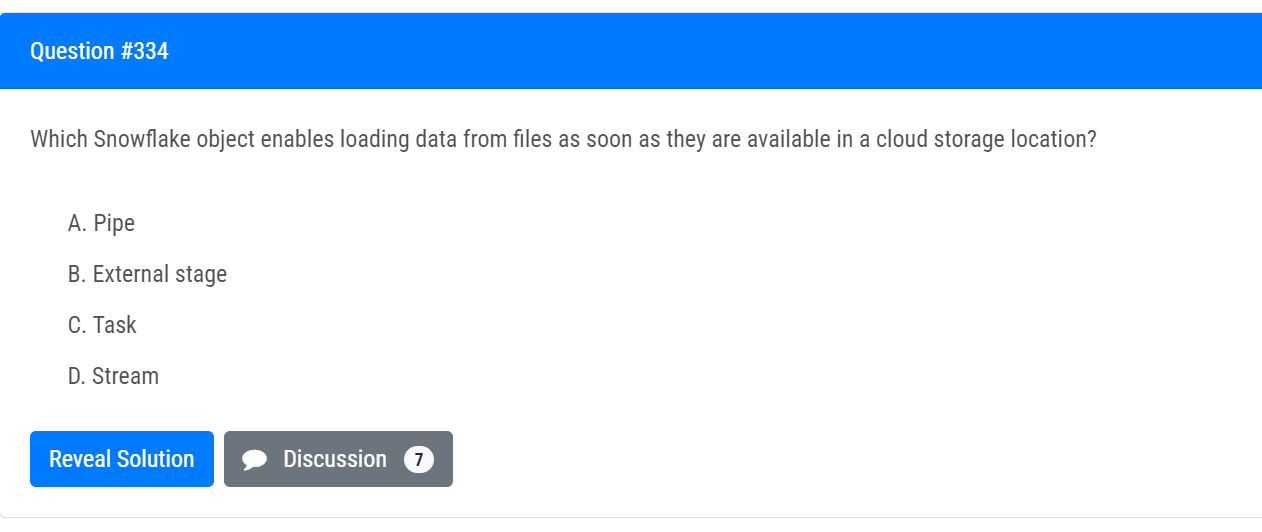 Question #334
Which Snowflake object enables loading data from files as soon as they are available in a cloud storage location?
A. Pipe
B. External stage
C. Task
D. Stream
Reveal Solution
Discussion 7